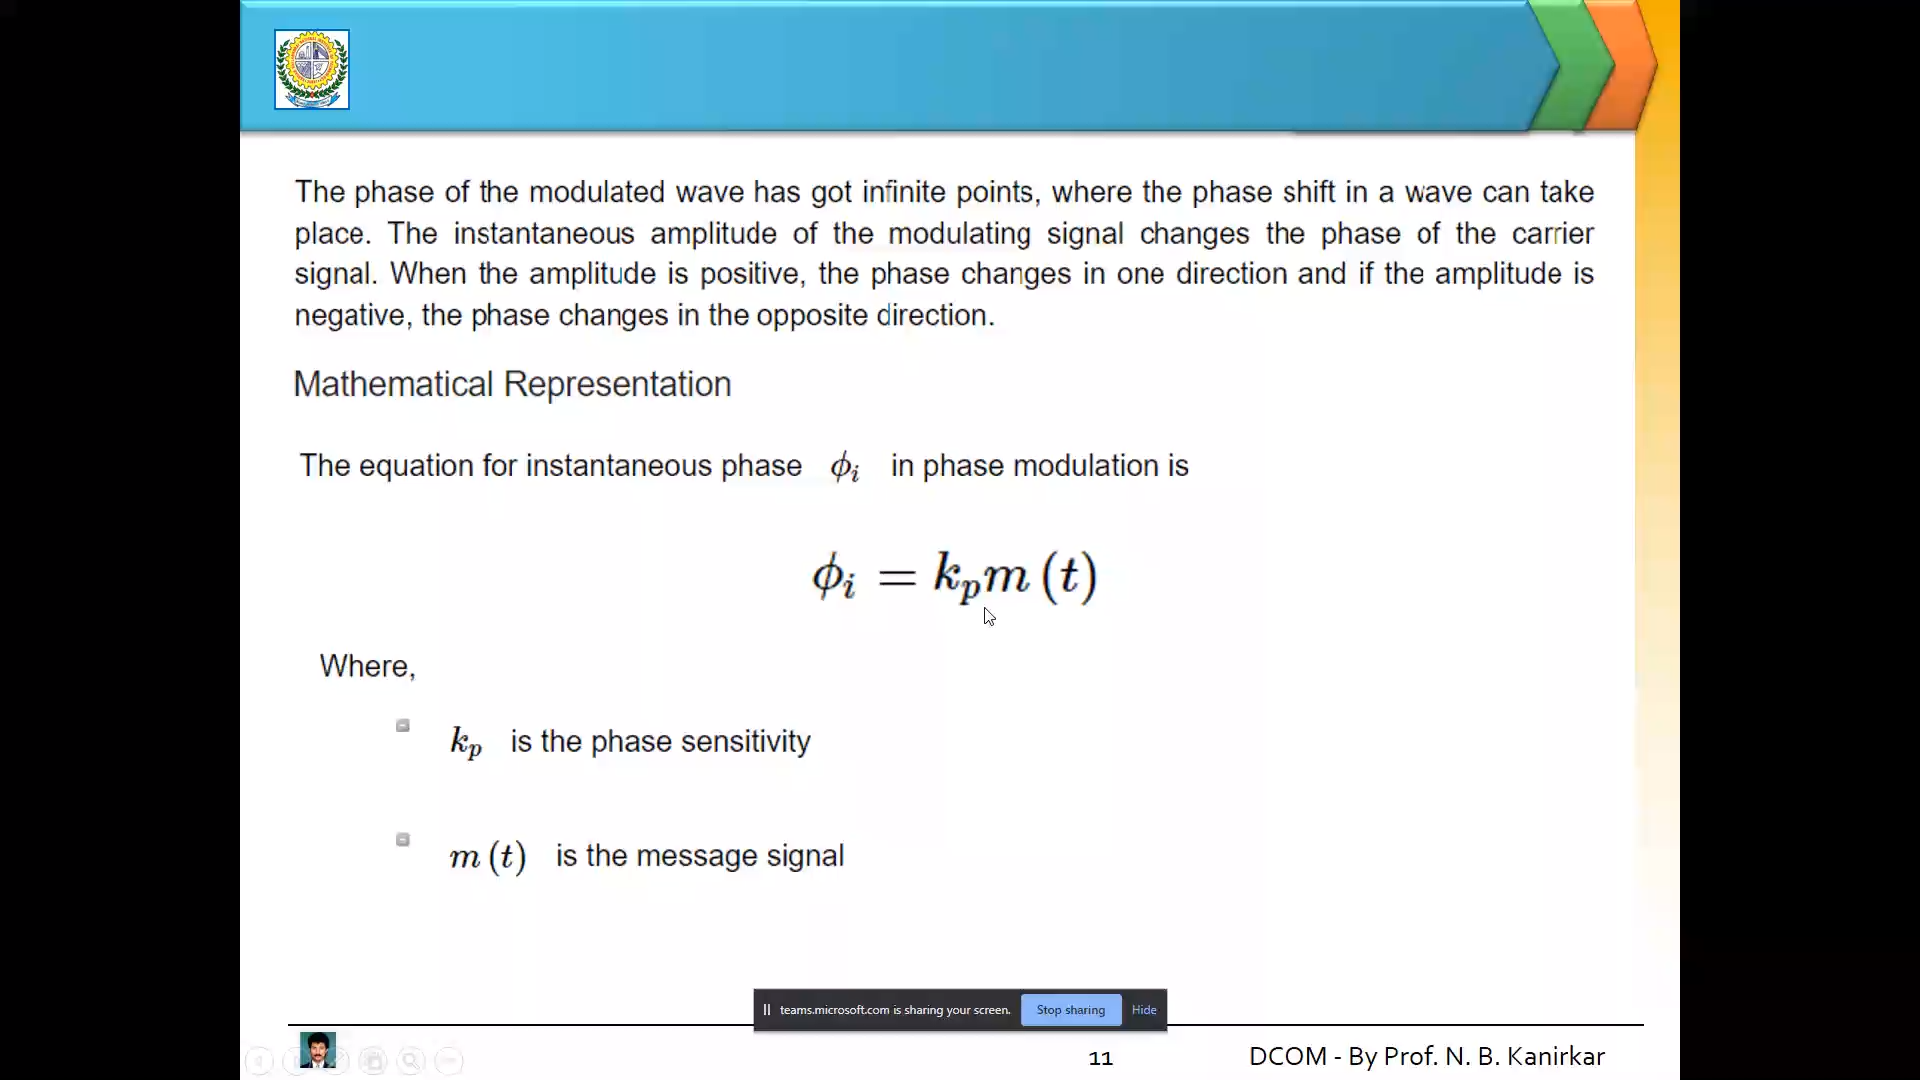 The phase of the modulated wave has got infinite points, where the phase shift in a wave can take
place. The instantaneous amplitude of the modulating signal changes the phase of the carrier
signal. When the amplitude is positive, the phase changes in one direction and if the amplitude is
negative, the phase changes in the opposite direction.
Mathematical Representation
The equation for instantaneous phase ϕᵢ in phase modulation is
ϕᵢ = kₚm (t)
Where,
kₚ is the phase sensitivity
m (t) is the message signal
teams.microsoft.com is sharing your screen. Stop sharing Hide
11 DCOM - By Prof. N. B. Kanirkar